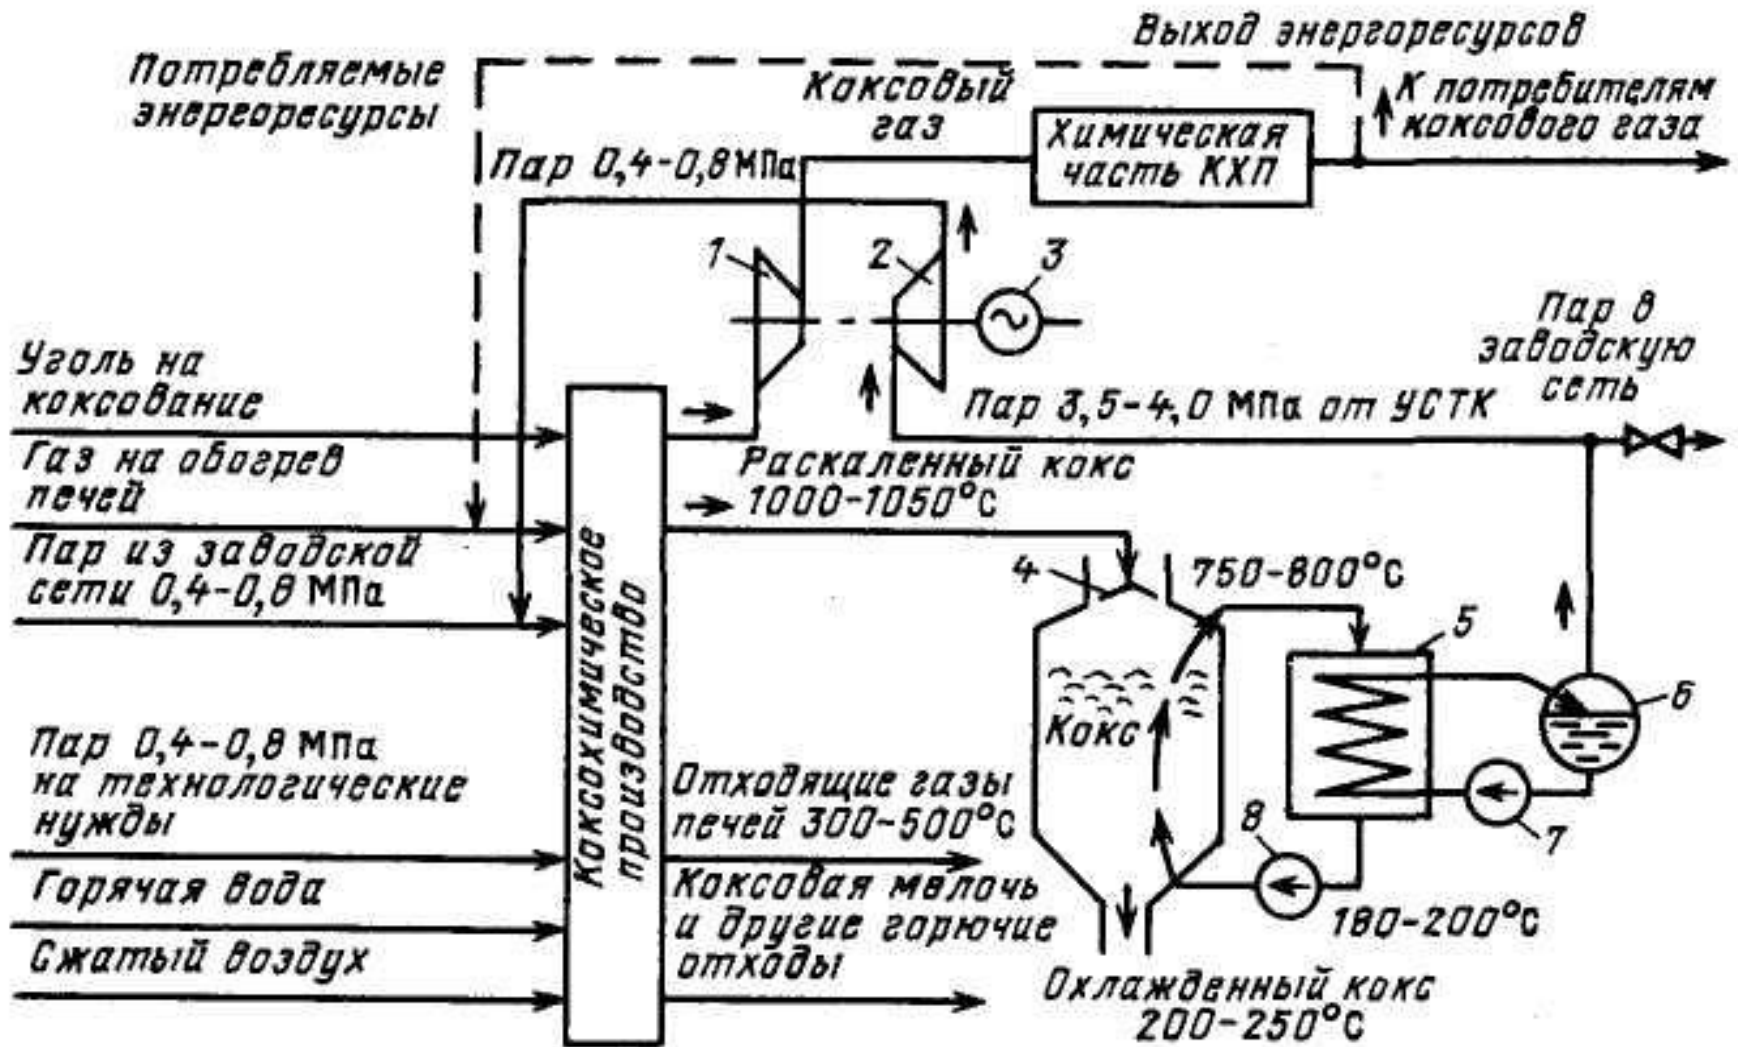 Выход энергоресурсов
Потребляемые
энергоресурсы
Коксовый
газ
К потребителям
коксового газа
Химическая
часть КХП
Пар 0,4-0,8 МПа
1
2
3
Пар в
заводскую
сеть
Уголь на
коксование
Пар 3,5-4,0 МПа от УСТК
Газ на обогрев
печей
Раскаленный кокс
1000-1050°С
Пар из заводской
сети 0,4-0,8 МПа
4
750-800°С
5
6
Коксохимическое
производство
Кокс
Пар 0,4-0,8 МПа
на технологические
нужды
Отходящие газы
печей 300-500°С
8
7
Горячая вода
Коксовая мелочь
и другие горючие
отходы
180-200°С
Сжатый воздух
Охлажденный кокс
200-250°С